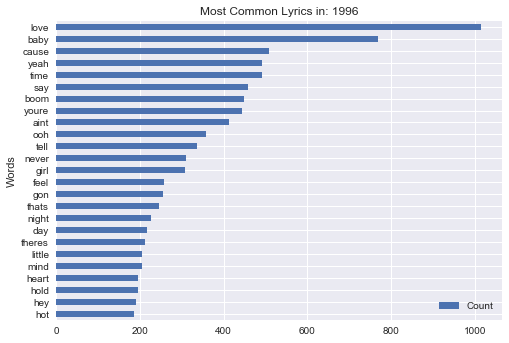 Most Common Lyrics in: 1996
love
baby
cause
yeah
time
say
boom
youre
aint
ooh
tell
never
girl
feel
gon
thats
night
day
theres
little
mind
heart
hold
hey
hot
Words
Count
0 200 400 600 800 1000